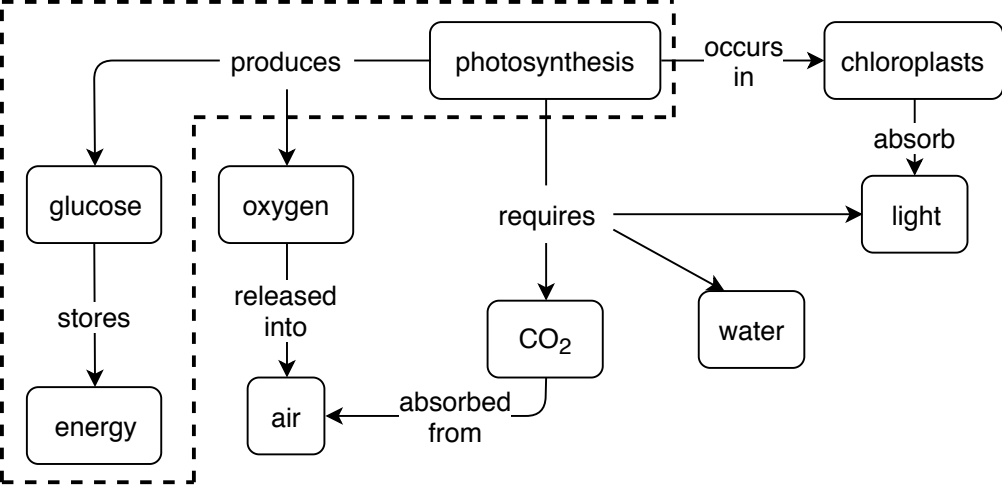 produces
photosynthesis
occurs
in
chloroplasts
absorb
glucose
oxygen
requires
light
stores
released
into
CO₂
water
energy
air
absorbed
from